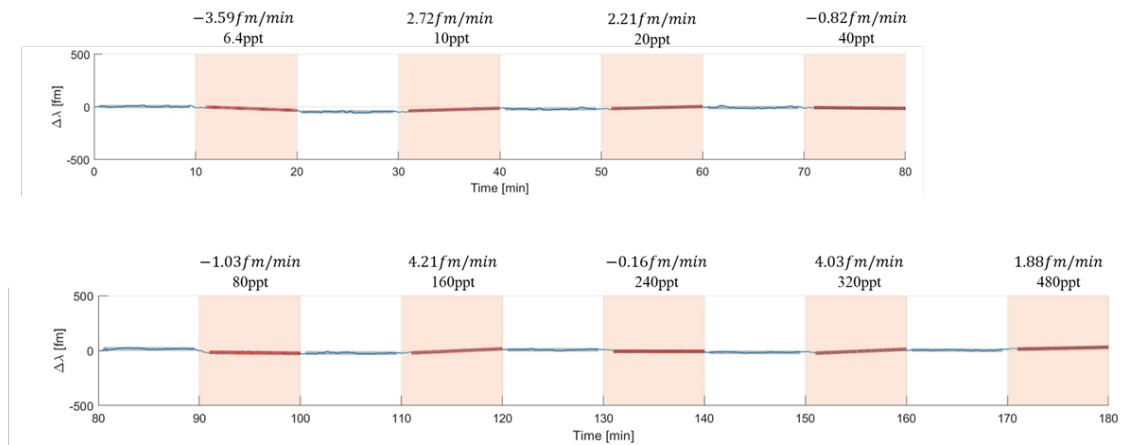 −3.59fm/min 2.72fm/min 2.21fm/min −0.82fm/min
6.4ppt 10ppt 20ppt 40ppt
500
0
-500
Δλ [fm]
0 10 20 30 40 50 60 70 80
Time [min]
−1.03fm/min 4.21fm/min −0.16fm/min 4.03fm/min 1.88fm/min
80ppt 160ppt 240ppt 320ppt 480ppt
500
0
-500
Δλ [fm]
80 90 100 110 120 130 140 150 160 170 180
Time [min]